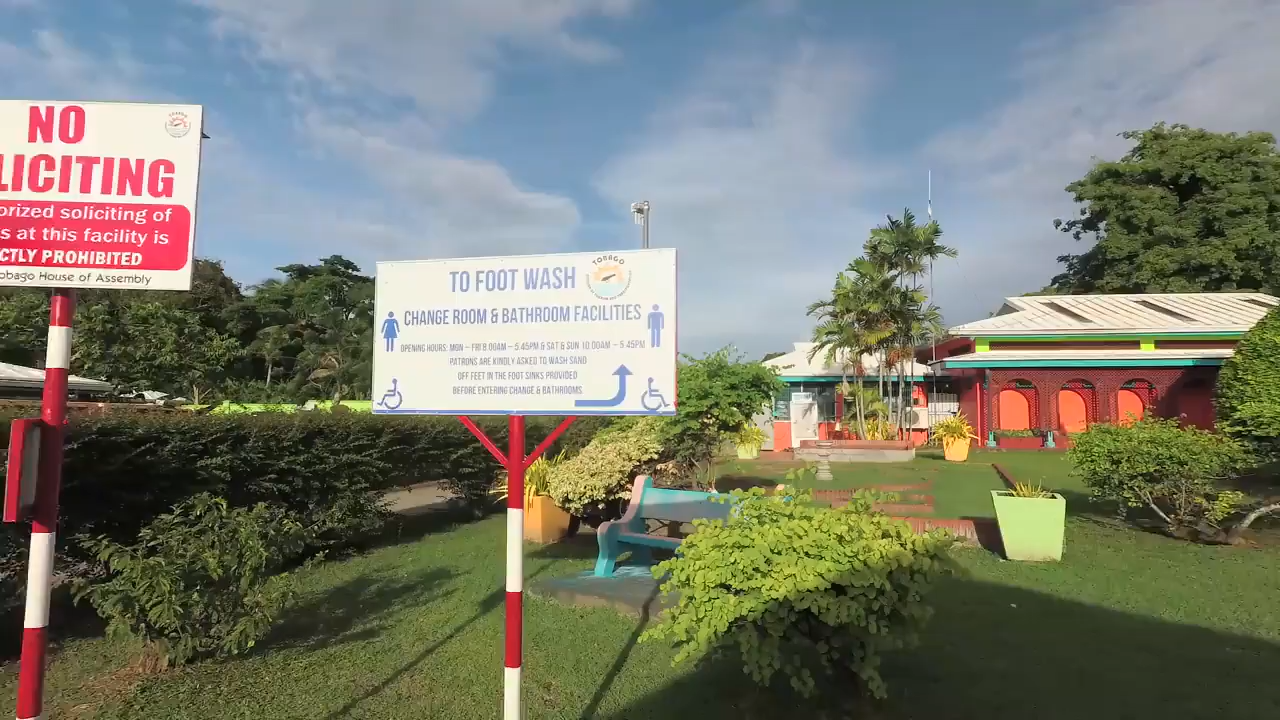 NO
LICITING
orized soliciting of
s at this facility is
CTLY PROHIBITED
obago House of Assembly
TO FOOT WASH
TOBAGO
CHANGE ROOM & BATHROOM FACILITIES
OPENING HOURS: MON – FRI 8.00AM – 5.45PM & SAT & SUN 10.00AM – 5.45PM
PATRONS ARE KINDLY ASKED TO WASH SAND
OFF FEET IN THE FOOT SINKS PROVIDED
BEFORE ENTERING CHANGE & BATHROOMS